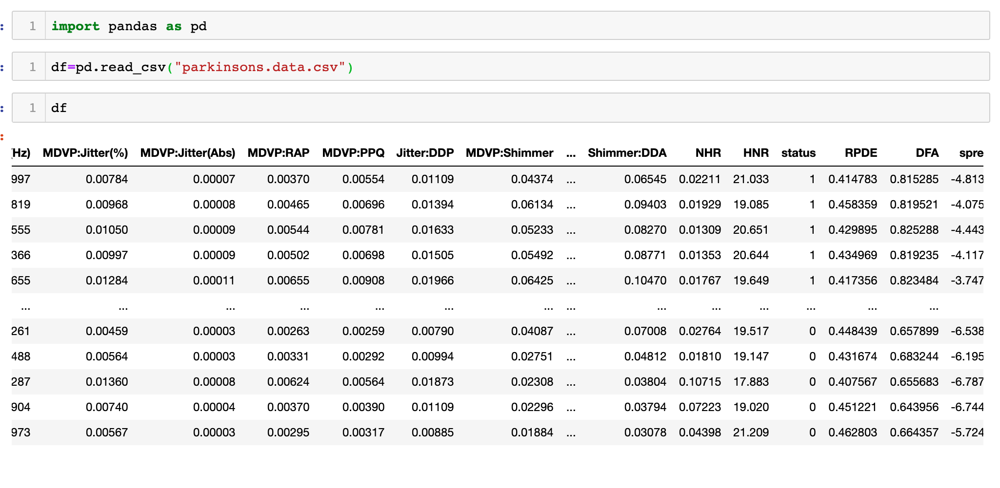 :
1 import pandas as pd
:
1 df=pd.read_csv("parkinsons.data.csv")
:
1 df
:
(Hz) MDVP:Jitter(%) MDVP:Jitter(Abs) MDVP:RAP MDVP:PPQ Jitter:DDP MDVP:Shimmer ... Shimmer:DDA NHR HNR status RPDE DFA spre
997 0.00784 0.00007 0.00370 0.00554 0.01109 0.04374 ... 0.06545 0.02211 21.033 1 0.414783 0.815285 -4.813
819 0.00968 0.00008 0.00465 0.00696 0.01394 0.06134 ... 0.09403 0.01929 19.085 1 0.458359 0.819521 -4.075
555 0.01050 0.00009 0.00544 0.00781 0.01633 0.05233 ... 0.08270 0.01309 20.651 1 0.429895 0.825288 -4.443
366 0.00997 0.00009 0.00502 0.00698 0.01505 0.05492 ... 0.08771 0.01353 20.644 1 0.434969 0.819235 -4.117
655 0.01284 0.00011 0.00655 0.00908 0.01966 0.06425 ... 0.10470 0.01767 19.649 1 0.417356 0.823484 -3.747
... ... ... ... ... ... ... ... ... ... ... ... ... ...
261 0.00459 0.00003 0.00263 0.00259 0.00790 0.04087 ... 0.07008 0.02764 19.517 0 0.448439 0.657899 -6.538
488 0.00564 0.00003 0.00331 0.00292 0.00994 0.02751 ... 0.04812 0.01810 19.147 0 0.431674 0.683244 -6.195
287 0.01360 0.00008 0.00624 0.00564 0.01873 0.02308 ... 0.03804 0.10715 17.883 0 0.407567 0.655683 -6.787
904 0.00740 0.00004 0.00370 0.00390 0.01109 0.02296 ... 0.03794 0.07223 19.020 0 0.451221 0.643956 -6.744
973 0.00567 0.00003 0.00295 0.00317 0.00885 0.01884 ... 0.03078 0.04398 21.209 0 0.462803 0.664357 -5.724